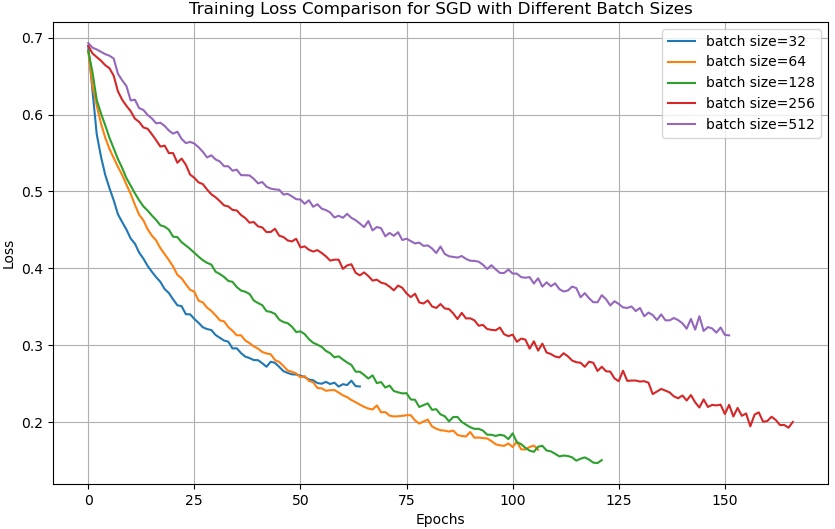 Training Loss Comparison for SGD with Different Batch Sizes
batch size=32
batch size=64
batch size=128
batch size=256
batch size=512
Loss
0.7
0.6
0.5
0.4
0.3
0.2
0
25
50
75
100
125
150
Epochs